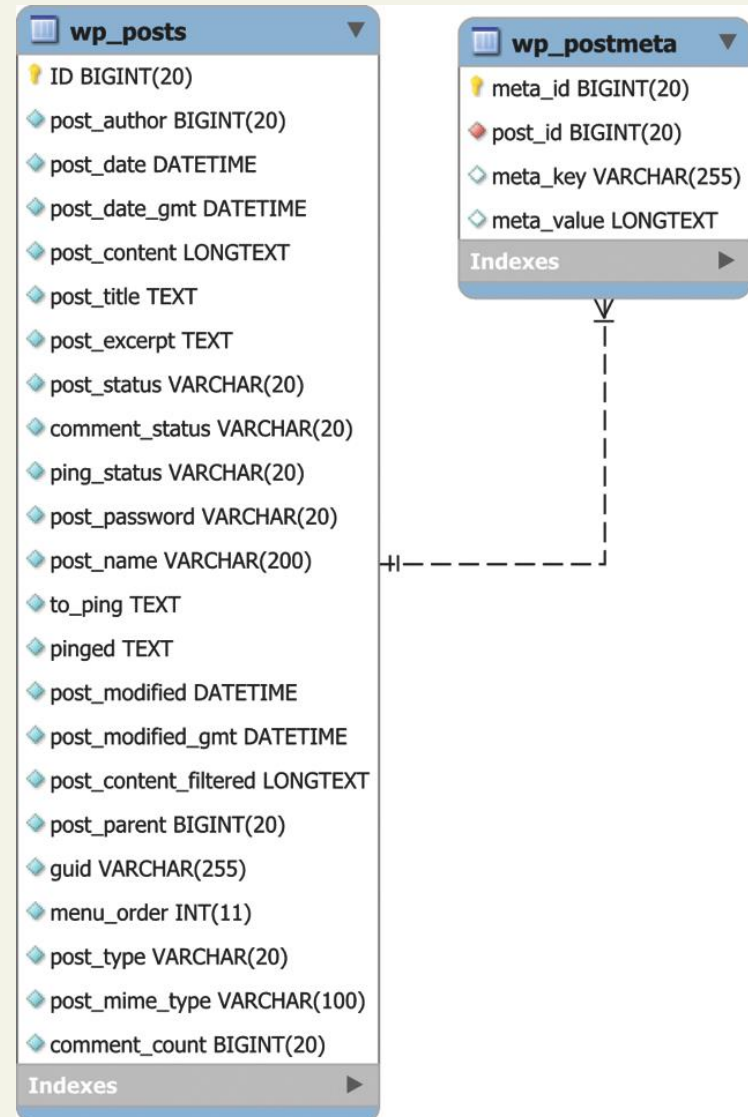 wp_posts
ID BIGINT(20)
post_author BIGINT(20)
post_date DATETIME
post_date_gmt DATETIME
post_content LONGTEXT
post_title TEXT
post_excerpt TEXT
post_status VARCHAR(20)
comment_status VARCHAR(20)
ping_status VARCHAR(20)
post_password VARCHAR(20)
post_name VARCHAR(200)
to_ping TEXT
pinged TEXT
post_modified DATETIME
post_modified_gmt DATETIME
post_content_filtered LONGTEXT
post_parent BIGINT(20)
guid VARCHAR(255)
menu_order INT(11)
post_type VARCHAR(20)
post_mime_type VARCHAR(100)
comment_count BIGINT(20)
Indexes
wp_postmeta
meta_id BIGINT(20)
post_id BIGINT(20)
meta_key VARCHAR(255)
meta_value LONGTEXT
Indexes